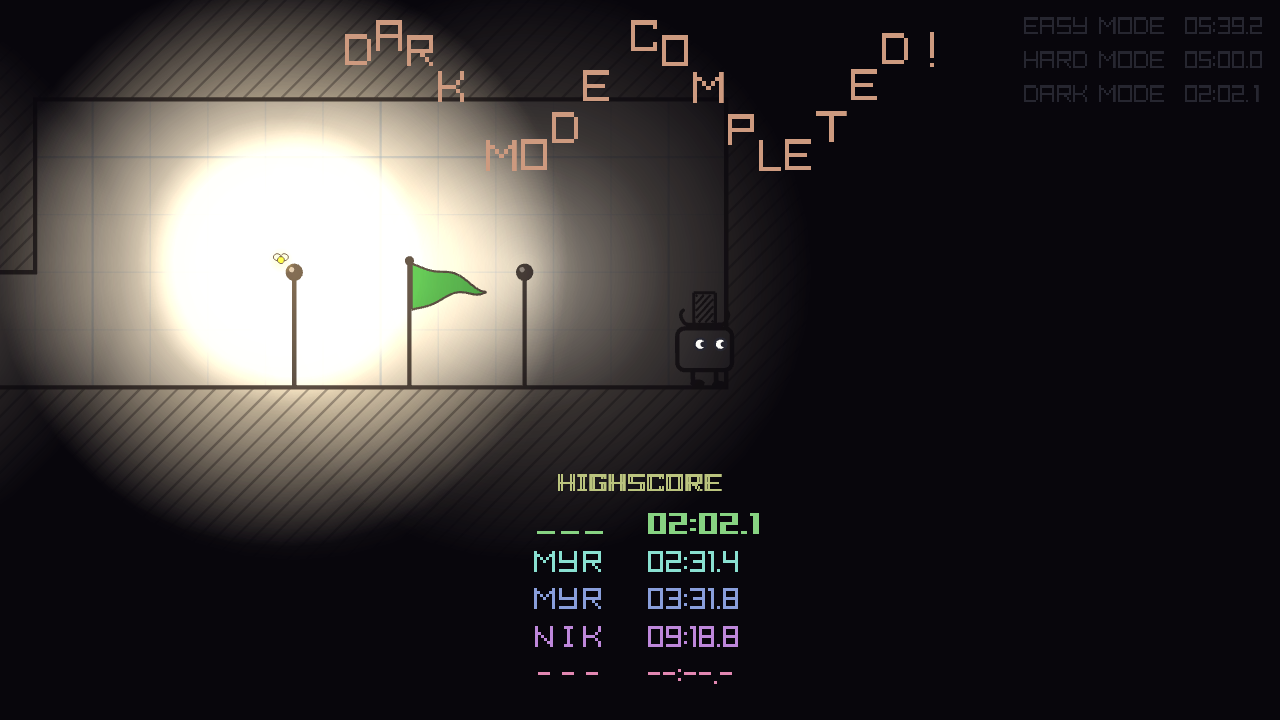 DARK MODE COMPLETED!
EASY MODE 05:39.2
HARD MODE 05:00.0
DARK MODE 02:02.1
HIGHSCORE
_ _ _ 02:02.1
MYR 02:31.4
MYR 03:31.8
NIK 09:18.8
- - - --:--.-